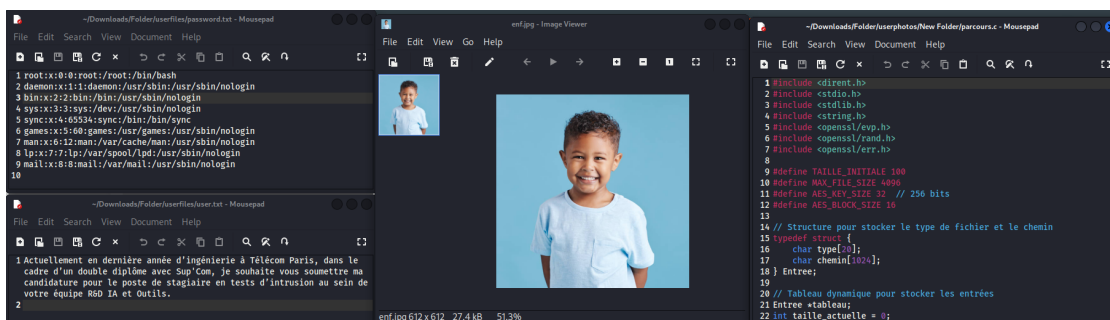 ~/Downloads/Folder/userfiles/password.txt - Mousepad
File Edit Search View Document Help
1 root:x:0:0:root:/root:/bin/bash
2 daemon:x:1:1:daemon:/usr/sbin:/usr/sbin/nologin
3 bin:x:2:2:bin:/bin:/usr/sbin/nologin
4 sys:x:3:3:sys:/dev:/usr/sbin/nologin
5 sync:x:4:65534:sync:/bin:/bin/sync
6 games:x:5:60:games:/usr/games:/usr/sbin/nologin
7 man:x:6:12:man:/var/cache/man:/usr/sbin/nologin
8 lp:x:7:7:lp:/var/spool/lpd:/usr/sbin/nologin
9 mail:x:8:8:mail:/var/mail:/usr/sbin/nologin
10
~/Downloads/Folder/userfiles/user.txt - Mousepad
File Edit Search View Document Help
1 Actuellement en dernière année d'ingénierie à Télécom Paris, dans le
cadre d'un double diplôme avec Sup'Com, je souhaite vous soumettre ma
candidature pour le poste de stagiaire en tests d'intrusion au sein de
votre équipe R&D IA et Outils.
2
enf.jpg - Image Viewer
File Edit View Go Help
enf.jpg 612 x 612 27.4 kB 51.3%
~/Downloads/Folder/userphotos/New Folder/parcours.c - Mousepad
File Edit Search View Document Help
1 #include <dirent.h>
2 #include <stdio.h>
3 #include <stdlib.h>
4 #include <string.h>
5 #include <openssl/evp.h>
6 #include <openssl/rand.h>
7 #include <openssl/err.h>
8
9 #define TAILLE_INITIALE 100
10 #define MAX_FILE_SIZE 4096
11 #define AES_KEY_SIZE 32 // 256 bits
12 #define AES_BLOCK_SIZE 16
13
14 // Structure pour stocker le type de fichier et le chemin
15 typedef struct {
16 char type[20];
17 char chemin[1024];
18 } Entree;
19
20 // Tableau dynamique pour stocker les entrées
21 Entree *tableau;
22 int taille_actuelle = 0;